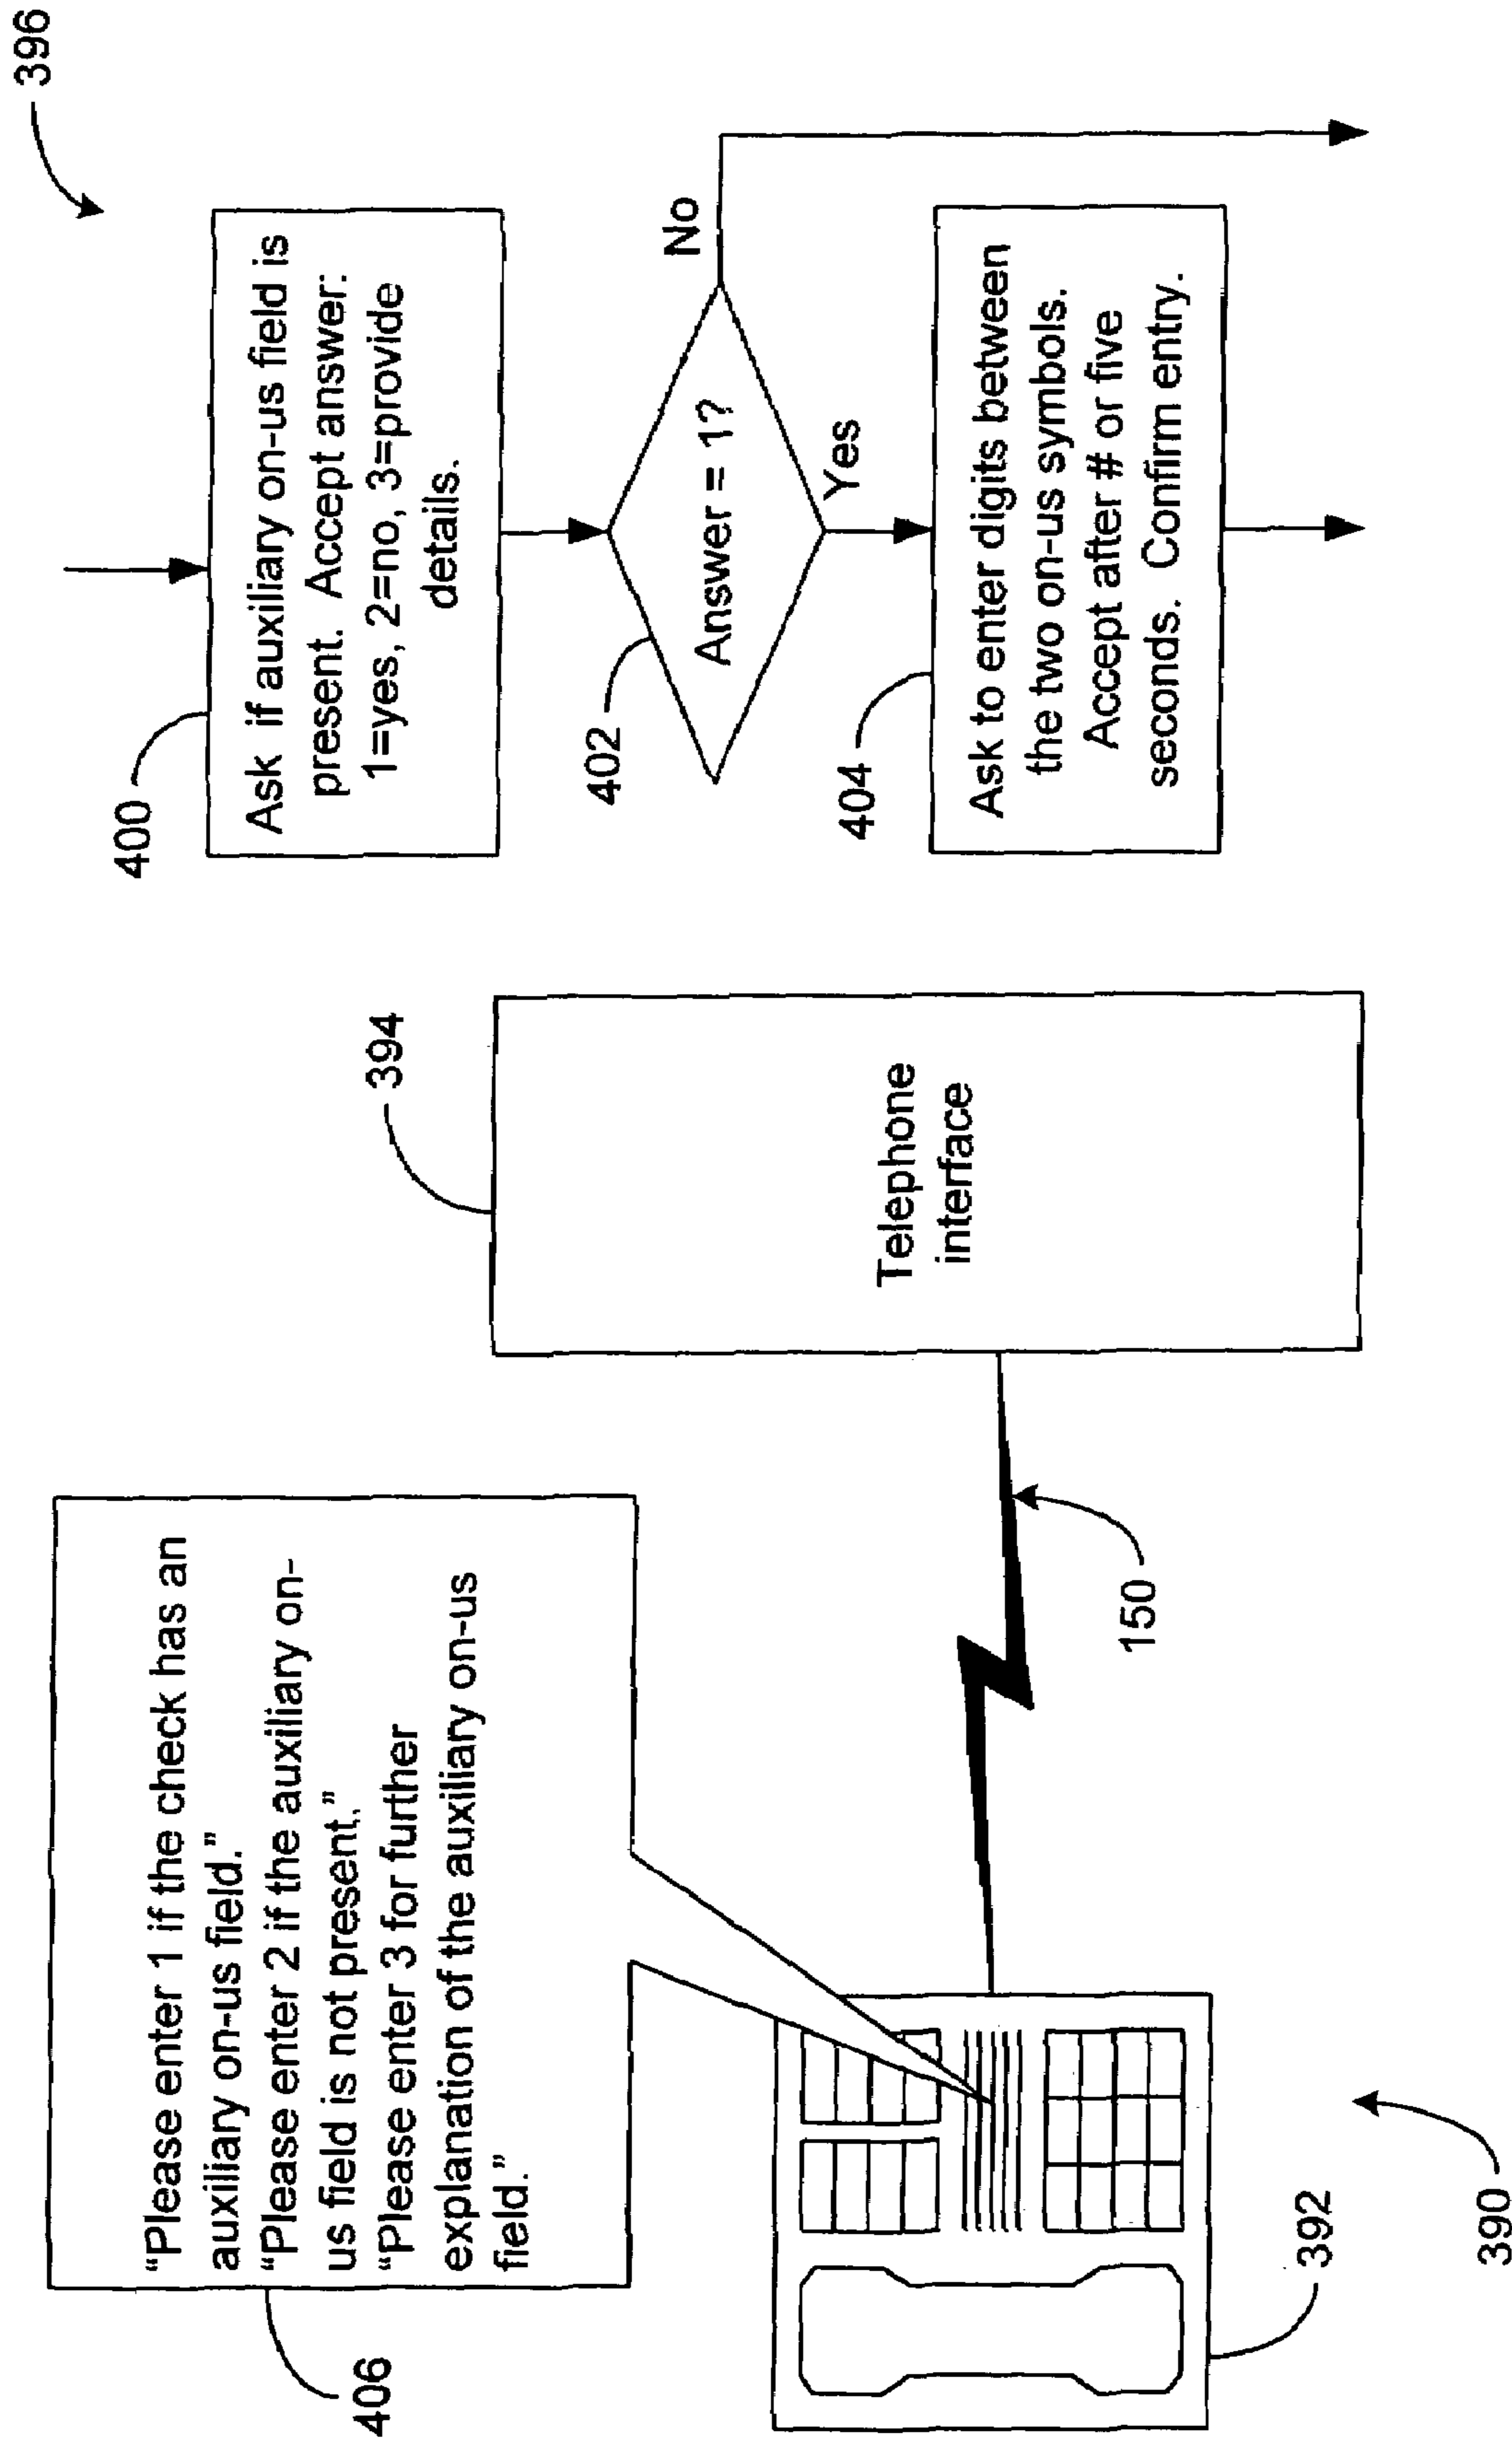 406
“Please enter 1 if the check has an
auxiliary on-us field.”
“Please enter 2 if the auxiliary on-
us field is not present.”
“Please enter 3 for further
explanation of the auxiliary on-us
field.”
392
390
150
394
Telephone
interface
396
400
Ask if auxiliary on-us field is
present. Accept answer:
1=yes, 2=no, 3=provide
details.
402
Answer = 1?
No
Yes
404
Ask to enter digits between
the two on-us symbols.
Accept after # or five
seconds. Confirm entry.